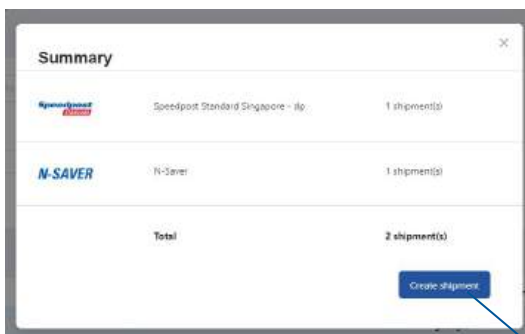 Summary
×
Speedpost
Speedpost Standard Singapore - dp
1 shipment(s)
N-SAVER
N-Saver
1 shipment(s)
Total
2 shipment(s)
Create shipment